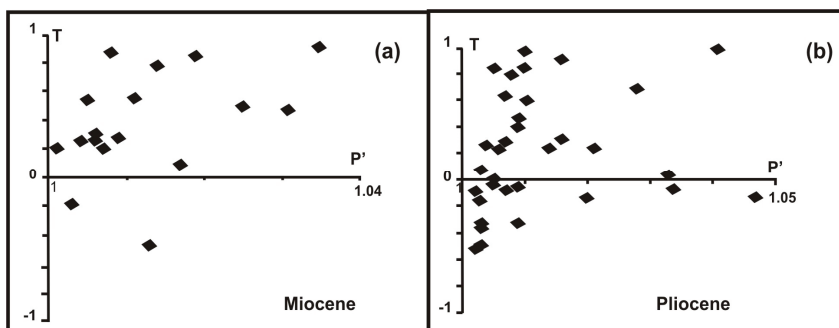 1 T (a)
P'
0
1
1.04
-1
Miocene
1 T (b)
P'
0
1
1.05
-1
Pliocene